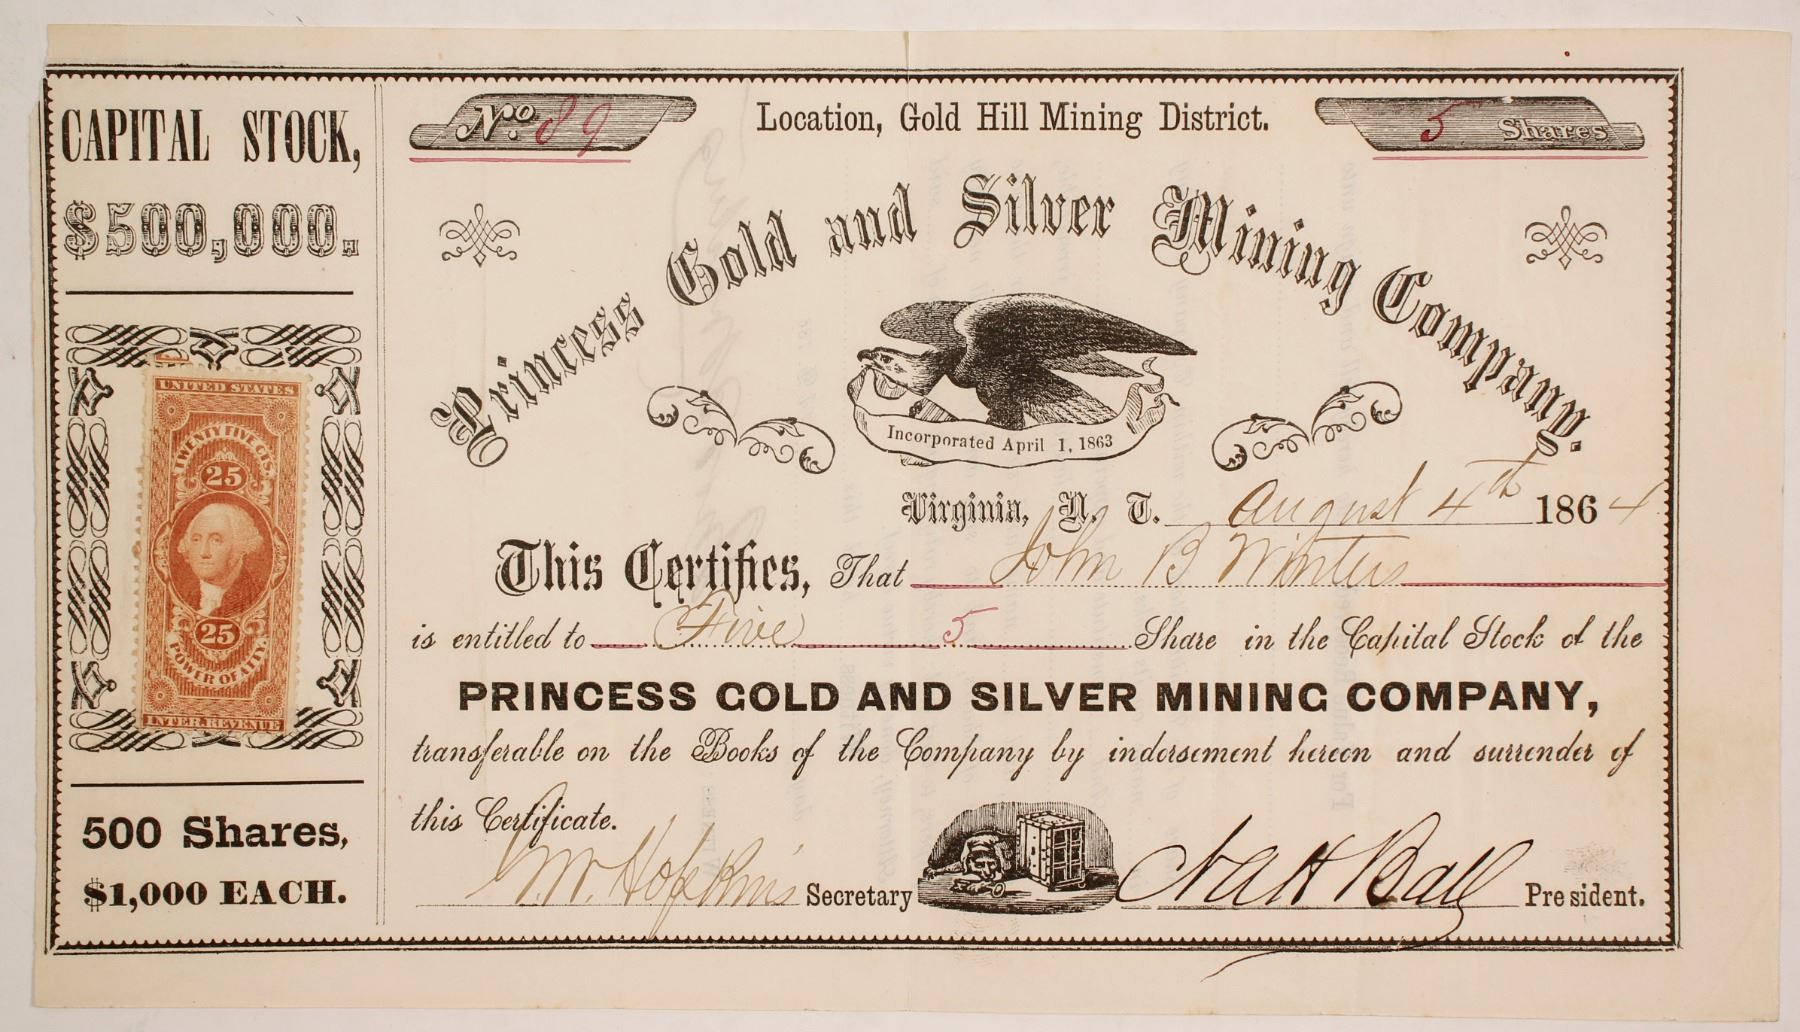 CAPITAL STOCK,
$500,000.
UNITED STATES
TWENTY FIVE CTS.
25
25
POWER OF ATT'Y.
INTER. REVENUE
500 Shares,
$1,000 EACH.
No. 89
Location, Gold Hill Mining District.
5 Shares
Princess Gold and Silver Mining Company.
Incorporated April 1, 1863
Virginia, N. T. August 4th 1864
This Certifies, That John B Winters
is entitled to Five 5 Share in the Capital Stock of the
PRINCESS GOLD AND SILVER MINING COMPANY,
transferable on the Books of the Company by indorsement hereon and surrender of
this Certificate.
Hopkins Secretary
Nat Ball President.